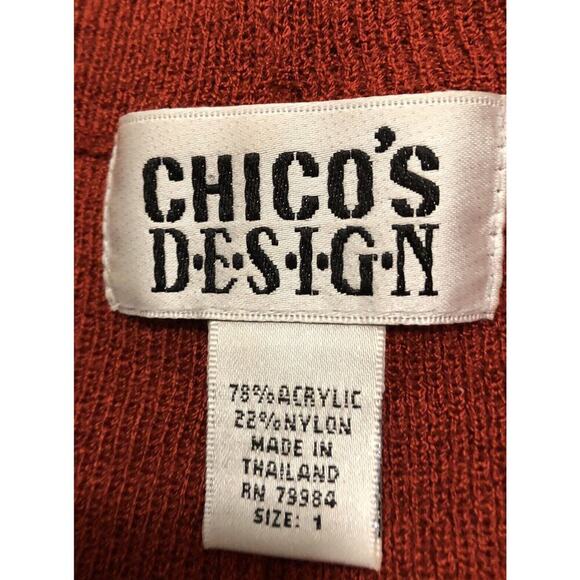 CHICO'S
D·E·S·I·G·N
78% ACRYLIC
22% NYLON
MADE IN
THAILAND
RN 79984
SIZE: 1